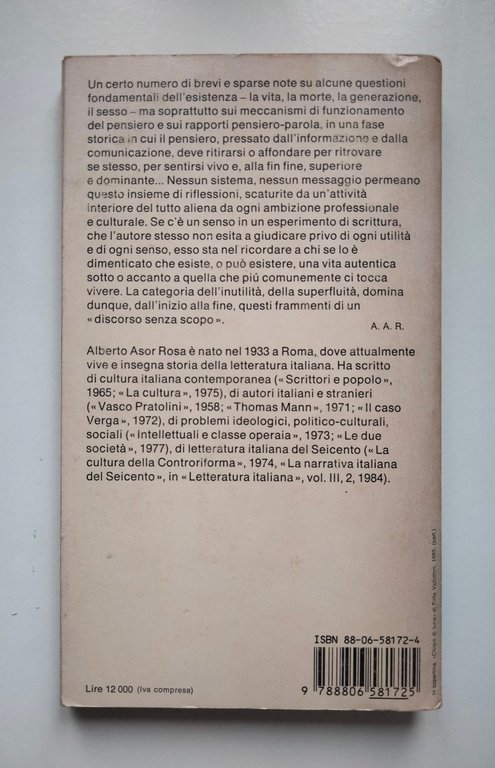 Un certo numero di brevi e sparse note su alcune questioni
fondamentali dell'esistenza – la vita, la morte, la generazione,
il sesso – ma soprattutto sui meccanismi di funzionamento
del pensiero e sui rapporti pensiero-parola, in una fase
storica in cui il pensiero, pressato dall'informazione e dalla
comunicazione, deve ritirarsi o affondare per ritrovare
se stesso, per sentirsi vivo e, alla fin fine, superiore
e dominante... Nessun sistema, nessun messaggio permeano
questo insieme di riflessioni, scaturite da un'attività
interiore del tutto aliena da ogni ambizione professionale
e culturale. Se c'è un senso in un esperimento di scrittura,
che l'autore stesso non esita a giudicare privo di ogni utilità
e di ogni senso, esso sta nel ricordare a chi se lo è
dimenticato che esiste, o può esistere, una vita autentica
sotto o accanto a quella che piú comunemente ci tocca
vivere. La categoria dell'inutilità, della superfluità, domina
dunque, dall'inizio alla fine, questi frammenti di un
«discorso senza scopo».
A. A. R.
Alberto Asor Rosa è nato nel 1933 a Roma, dove attualmente
vive e insegna storia della letteratura italiana. Ha scritto
di cultura italiana contemporanea («Scrittori e popolo»,
1965; «La cultura», 1975), di autori italiani e stranieri
(«Vasco Pratolini», 1958; «Thomas Mann», 1971; «Il caso
Verga», 1972), di problemi ideologici, politico-culturali,
sociali («Intellettuali e classe operaia», 1973; «Le due
società», 1977), di letteratura italiana del Seicento («La
cultura della Controriforma», 1974, «La narrativa italiana
del Seicento», in «Letteratura italiana», vol. III, 2, 1984).
In copertina: «Chiaro di luna» di Felix Vallotton, 1895, (part.).
ISBN 88-06-58172-4
9 788806 581725
Lire 12 000 (Iva compresa)